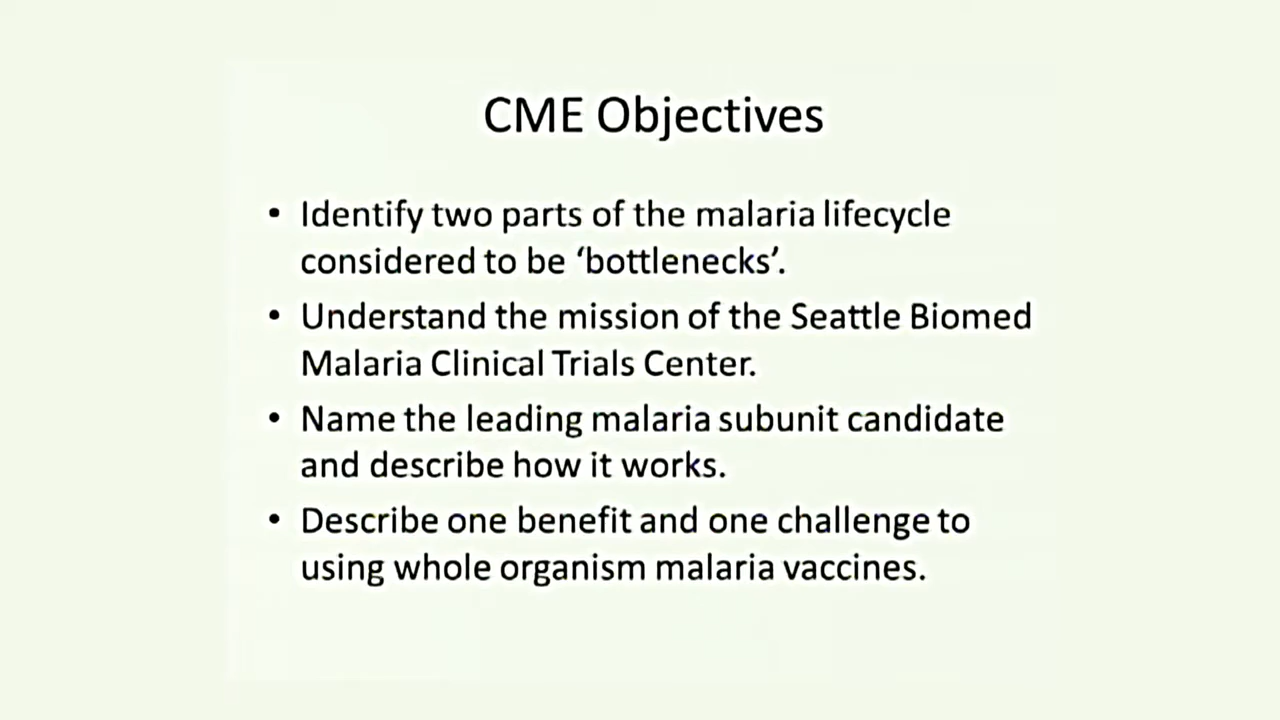 CME Objectives
• Identify two parts of the malaria lifecycle
considered to be ‘bottlenecks’.
• Understand the mission of the Seattle Biomed
Malaria Clinical Trials Center.
• Name the leading malaria subunit candidate
and describe how it works.
• Describe one benefit and one challenge to
using whole organism malaria vaccines.